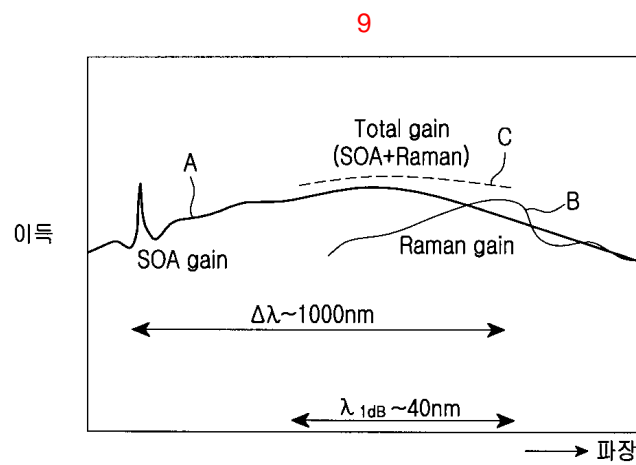 9
Total gain
(SOA+Raman)
C
A
B
이득
SOA gain
Raman gain
Δλ~1000nm
λ 1dB ~40nm
파장